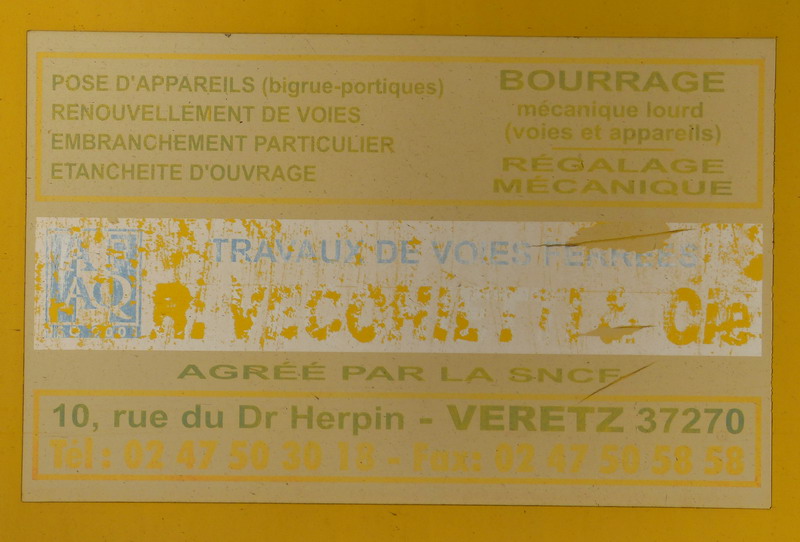 POSE D'APPAREILS (bigrue-portiques)
RENOUVELLEMENT DE VOIES
EMBRANCHEMENT PARTICULIER
ETANCHEITE D'OUVRAGE
BOURRAGE
mécanique lourd
(voies et appareils)
RÉGALAGE
MÉCANIQUE
TRAVAUX DE VOIES FERRÉES
AFAQ
R. Cie
AGRÉÉ PAR LA SNCF
10, rue du Dr Herpin - VERETZ 37270
Tél : 02 47 50 30 18 - Fax: 02 47 50 58 58